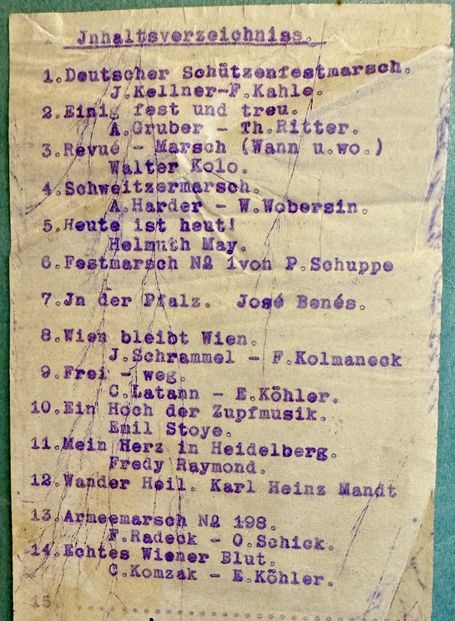 Jnhaltsverzeichniss.
1.Deutscher Schützenfestmarsch.
J.Kellner-F.Kahle.
2.Einig fest und treu.
A.Gruber - Th.Ritter.
3.Revue - Marsch (Wann u.wo.)
Walter Kolo.
4.Schweitzermarsch.
A.Harder - W.Wobersin.
5.Heute ist heut!
Helmuth May.
6.Festmarsch No 1von P.Schuppe
7.Jn der Pfalz. José Benés.
8.Wien bleibt Wien.
J.Schrammel - F.Kolmaneck
9.Frei - weg.
C.Latann - E.Köhler.
10.Ein Hoch der Zupfmusik.
Emil Stoye.
11.Mein Herz in Heidelberg.
Fredy Raymond.
12.Wander Heil. Karl Heinz Mandt
13.Armeemarsch No 198.
F.Radeck - O.Schick.
14.Echtes Wiener Blut.
C.Komzak - E.Köhler.
15. ..............................